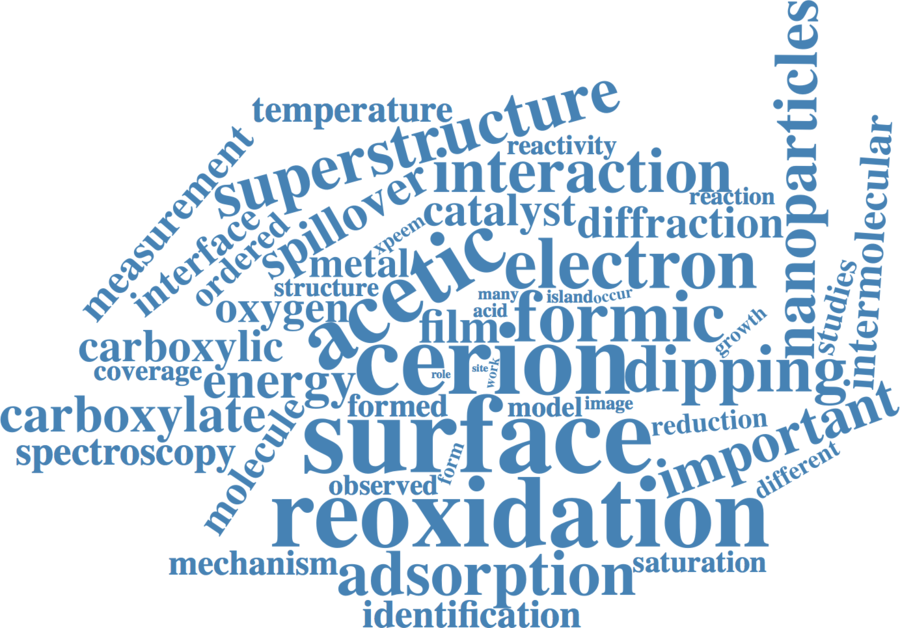 temperature
superstructure
nanoparticles
measurement
reactivity
interaction
intermolecular
interface
ordered
spillover
xpeem
catalyst
reaction
diffraction
metal
acetic
electron
structure
many
island
occur
oxygen
acid
film
formic
growth
studies
carboxylic
coverage
energy
cerion
role
site
work
dipping
carboxylate
formed
model
image
spectroscopy
molecule
surface
reduction
important
observed
form
different
reoxidation
mechanism
adsorption
saturation
identification